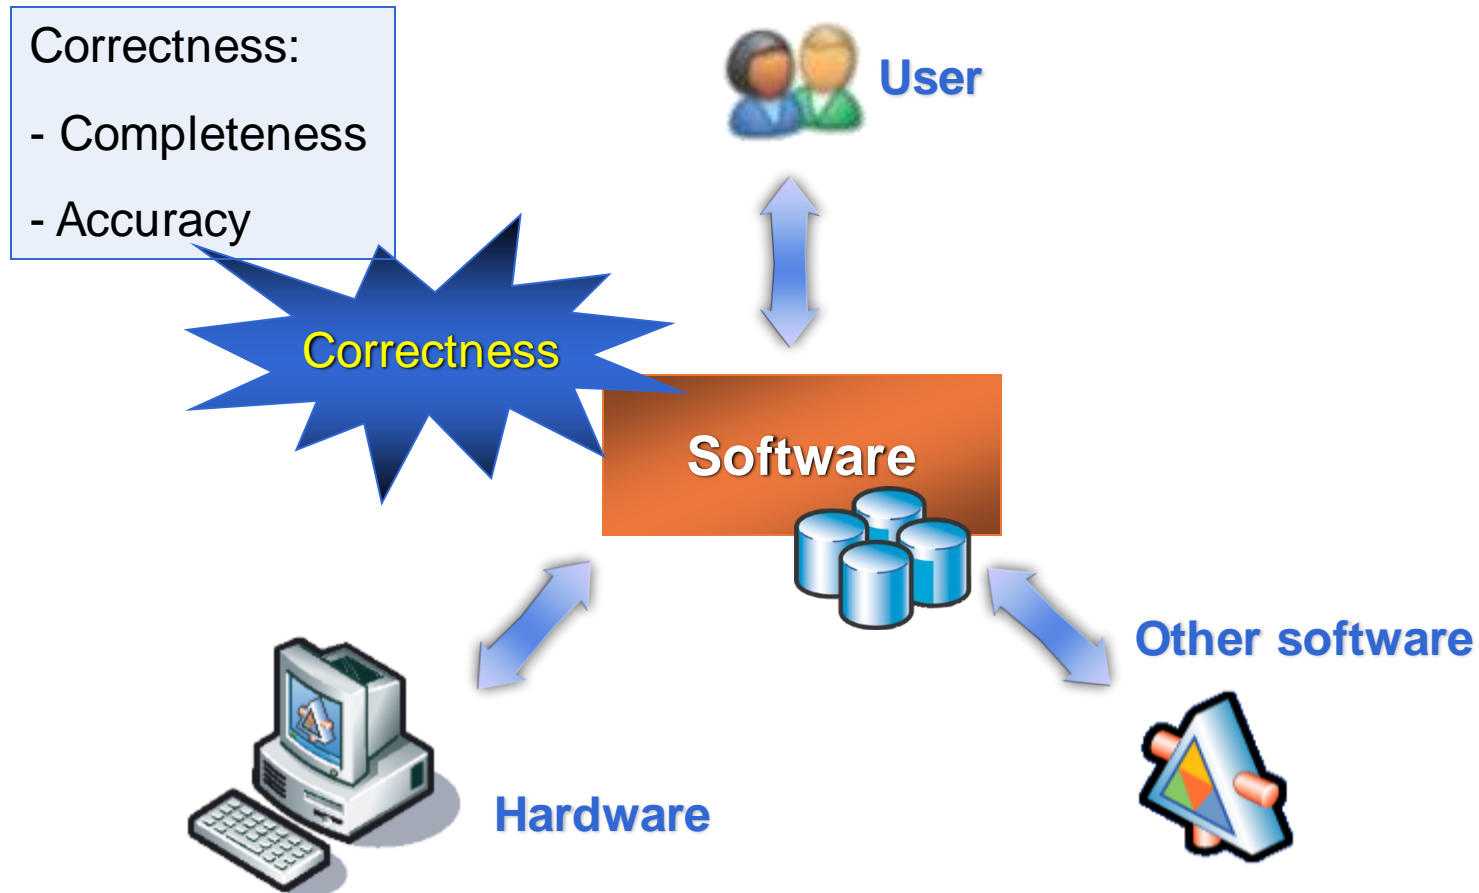 Correctness:
- Completeness
- Accuracy
User
Correctness
Software
Other software
Hardware